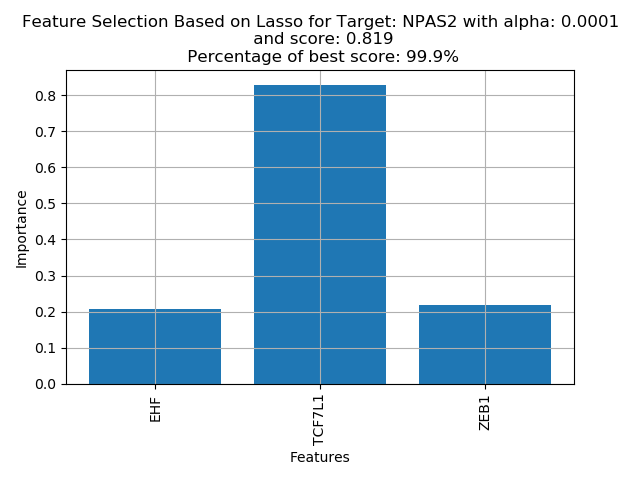 Feature Selection Based on Lasso for Target: NPAS2 with alpha: 0.0001
and score: 0.819
Percentage of best score: 99.9%
0.8
0.7
0.6
0.5
0.4
0.3
0.2
0.1
0.0
Importance
EHF
TCF7L1
ZEB1
Features